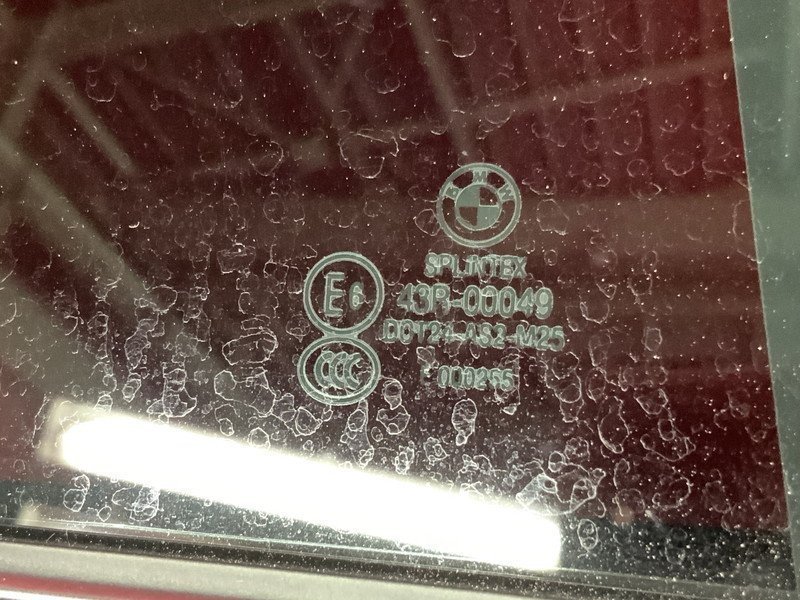 BMW
SPLINTEX
E6
43R-00049
DOT24-AS2-M25
CCC
E000255